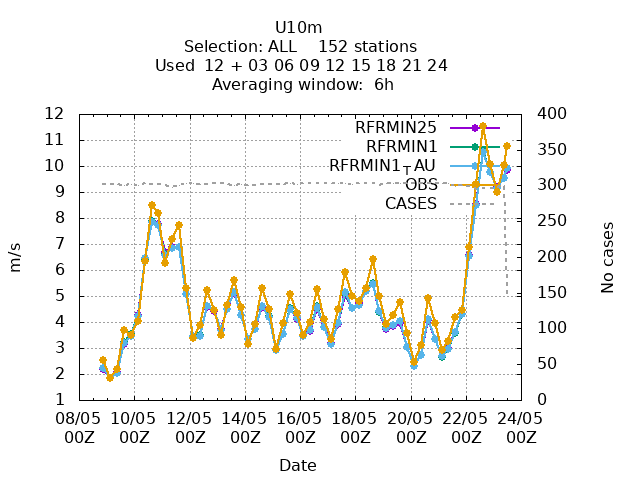 U10m
Selection: ALL    152 stations
Used  12 + 03 06 09 12 15 18 21 24
Averaging window:  6h
12
11
10
9
8
7
6
5
4
3
2
1
m/s
400
350
300
250
200
150
100
50
0
No cases
RFRMIN25
RFRMIN1
RFRMIN1_TAU
OBS
CASES
08/05 10/05 12/05 14/05 16/05 18/05 20/05 22/05 24/05
00Z 00Z 00Z 00Z 00Z 00Z 00Z 00Z 00Z
Date